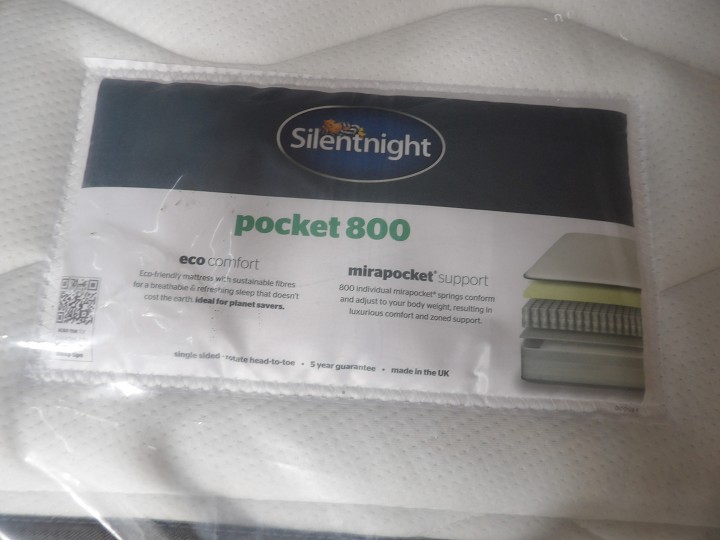 Silentnight
pocket 800
eco comfort
Eco-friendly mattress with sustainable fibres
for a breathable & refreshing sleep that doesn't
cost the earth. ideal for planet savers.
mirapocket® support
800 individual mirapocket® springs conform
and adjust to your body weight, resulting in
luxurious comfort and zoned support.
single sided - rotate head-to-toe • 5 year guarantee • made in the UK